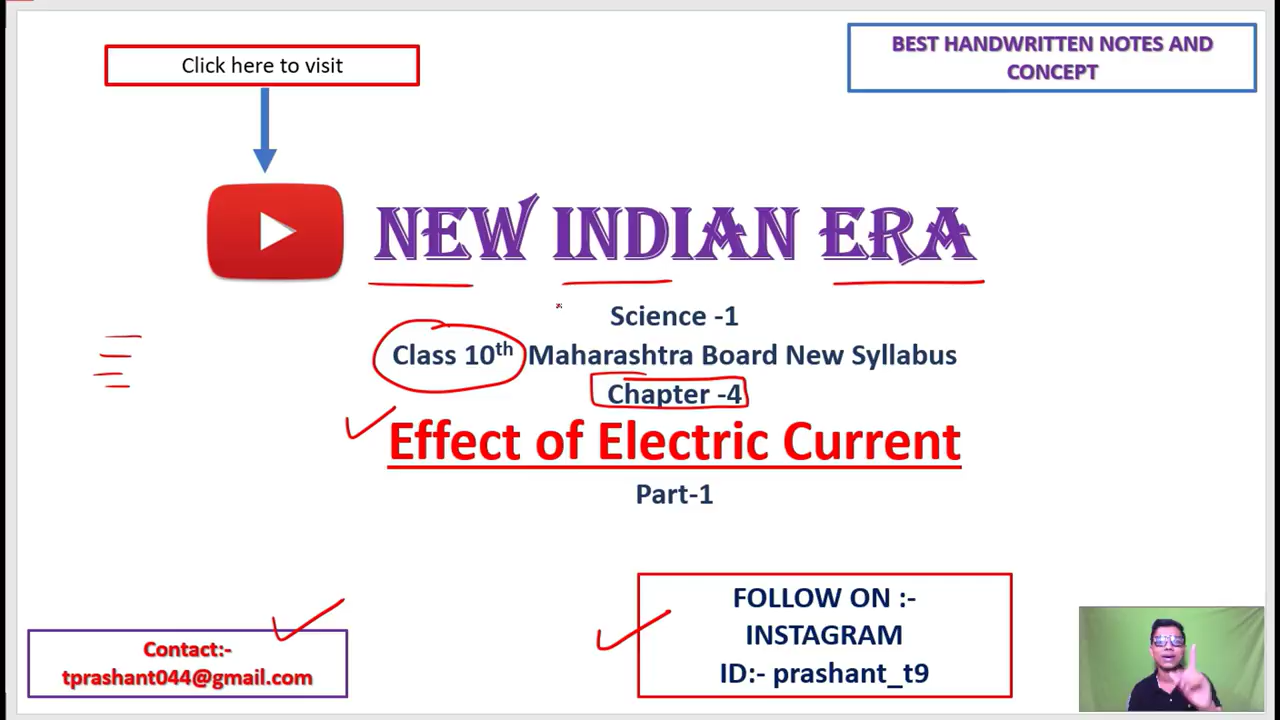 Click here to visit
BEST HANDWRITTEN NOTES AND
CONCEPT
NEW INDIAN ERA
Science -1
Class 10th Maharashtra Board New Syllabus
Chapter -4
Effect of Electric Current
Part-1
Contact:-
tprashant044@gmail.com
FOLLOW ON :-
INSTAGRAM
ID:- prashant_t9